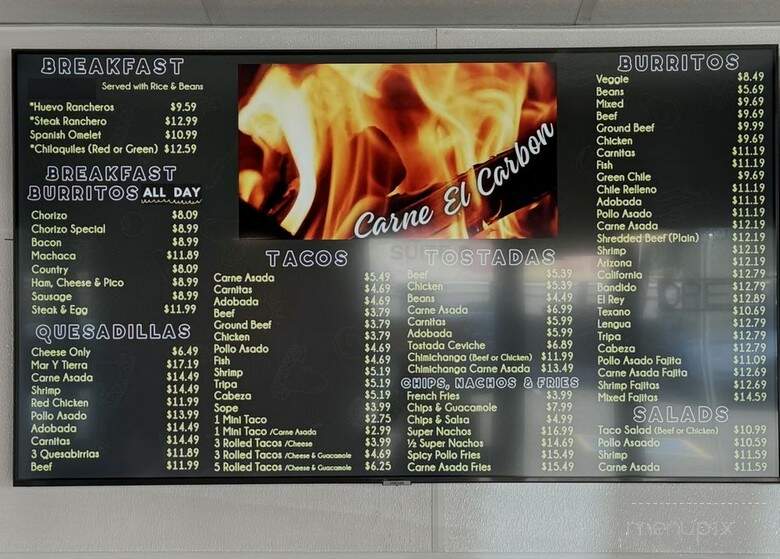 BREAKFAST
Served with Rice & Beans
*Huevo Rancheros $9.59
*Steak Ranchero $12.99
Spanish Omelet $10.99
*Chilaquiles (Red or Green) $12.59
BREAKFAST
BURRITOS ALL DAY
Chorizo $8.09
Chorizo Special $8.99
Bacon $8.99
Machaca $11.89
Country $8.09
Ham, Cheese & Pico $8.99
Sausage $8.99
Steak & Egg $11.99
QUESADILLAS
Cheese Only $6.49
Mar Y Tierra $17.19
Carne Asada $14.49
Shrimp $14.49
Red Chicken $11.99
Pollo Asado $13.99
Adobada $14.49
Carnitas $14.49
3 Quesabirrias $11.89
Beef $11.99
Carne El Carbon
TACOS
Carne Asada $5.49
Carnitas $4.69
Adobada $4.69
Beef $3.79
Ground Beef $3.79
Chicken $3.79
Pollo Asado $4.69
Fish $4.69
Shrimp $5.19
Tripa $5.19
Cabeza $5.19
Sope $3.99
1 Mini Taco $2.75
1 Mini Taco /Carne Asada $2.99
3 Rolled Tacos /Cheese $3.99
3 Rolled Tacos /Cheese & Guacamole $4.69
5 Rolled Tacos /Cheese & Guacamole $6.25
TOSTADAS
Beef $5.39
Chicken $5.39
Beans $4.49
Carne Asada $6.99
Carnitas $5.99
Adobada $5.99
Tostada Ceviche $6.89
Chimichanga (Beef or Chicken) $11.99
Chimichanga Carne Asada $13.49
CHIPS, NACHOS & FRIES
French Fries $3.99
Chips & Guacamole $7.99
Chips & Salsa $4.99
Super Nachos $16.99
½ Super Nachos $14.69
Spicy Pollo Fries $15.49
Carne Asada Fries $15.49
BURRITOS
Veggie $8.49
Beans $5.69
Mixed $9.69
Beef $9.69
Ground Beef $9.99
Chicken $9.69
Carnitas $11.19
Fish $11.19
Green Chile $9.69
Chile Relleno $11.19
Adobada $11.19
Pollo Asado $11.19
Carne Asada $12.19
Shredded Beef (Plain) $12.19
Shrimp $12.19
Arizona $12.19
California $12.79
Bandido $12.79
El Rey $12.89
Texano $10.69
Lengua $12.79
Tripa $12.79
Cabeza $12.79
Pollo Asado Fajita $11.09
Carne Asada Fajita $12.69
Shrimp Fajitas $12.69
Mixed Fajitas $14.59
SALADS
Taco Salad (Beef or Chicken) $10.99
Pollo Asaado $10.59
Shrimp $11.59
Carne Asada $11.59
menupix